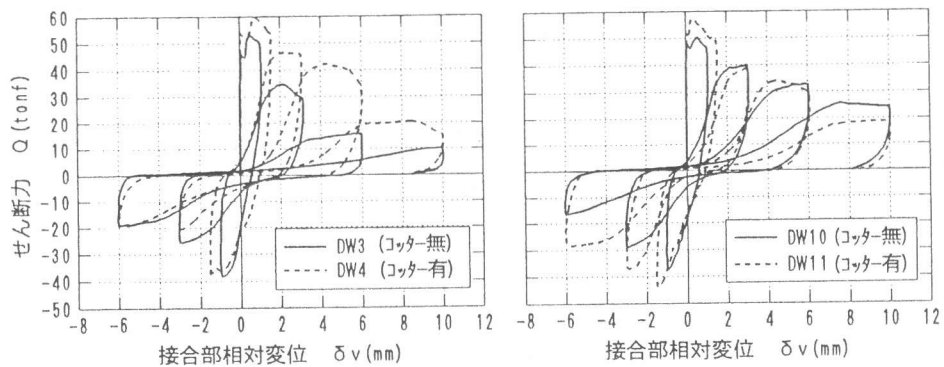 せん断力 Q(tonf)
60
50
40
30
20
10
0
-10
-20
-30
-40
-50
DW3 (コッター無)
DW4 (コッター有)
-8 -6 -4 -2 0 2 4 6 8 10 12
接合部相対変位 δv(mm)
DW10 (コッター無)
DW11 (コッター有)
-8 -6 -4 -2 0 2 4 6 8 10 12
接合部相対変位 δv(mm)